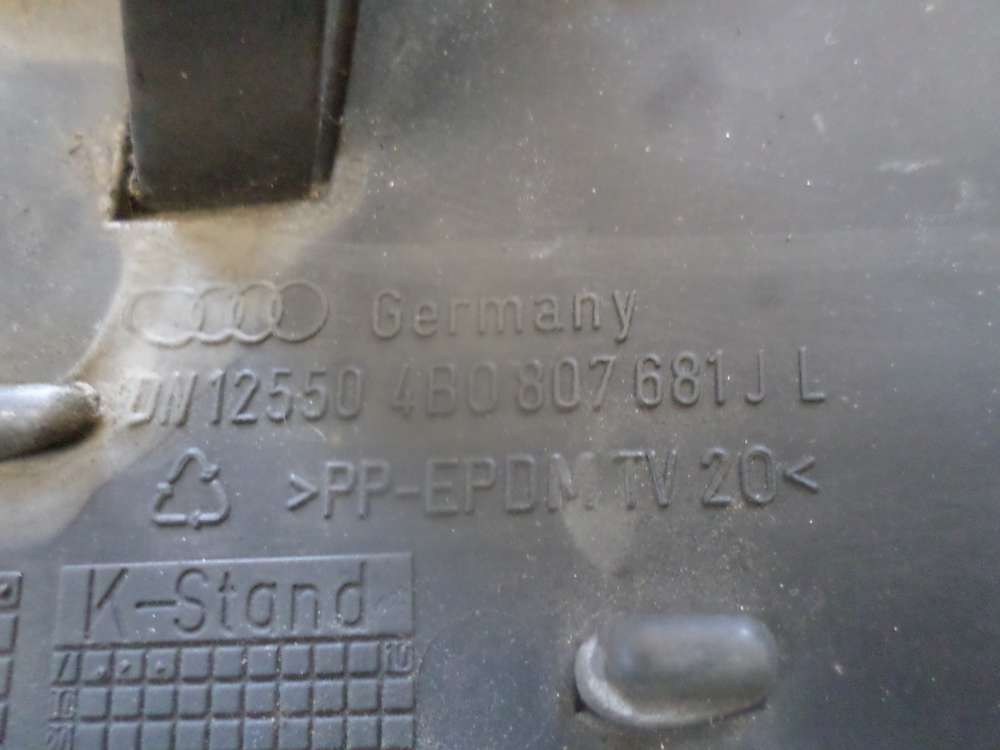 Germany
DN 12550 4B0 807 681 J L
>PP-EPDM TV 20<
K-Stand